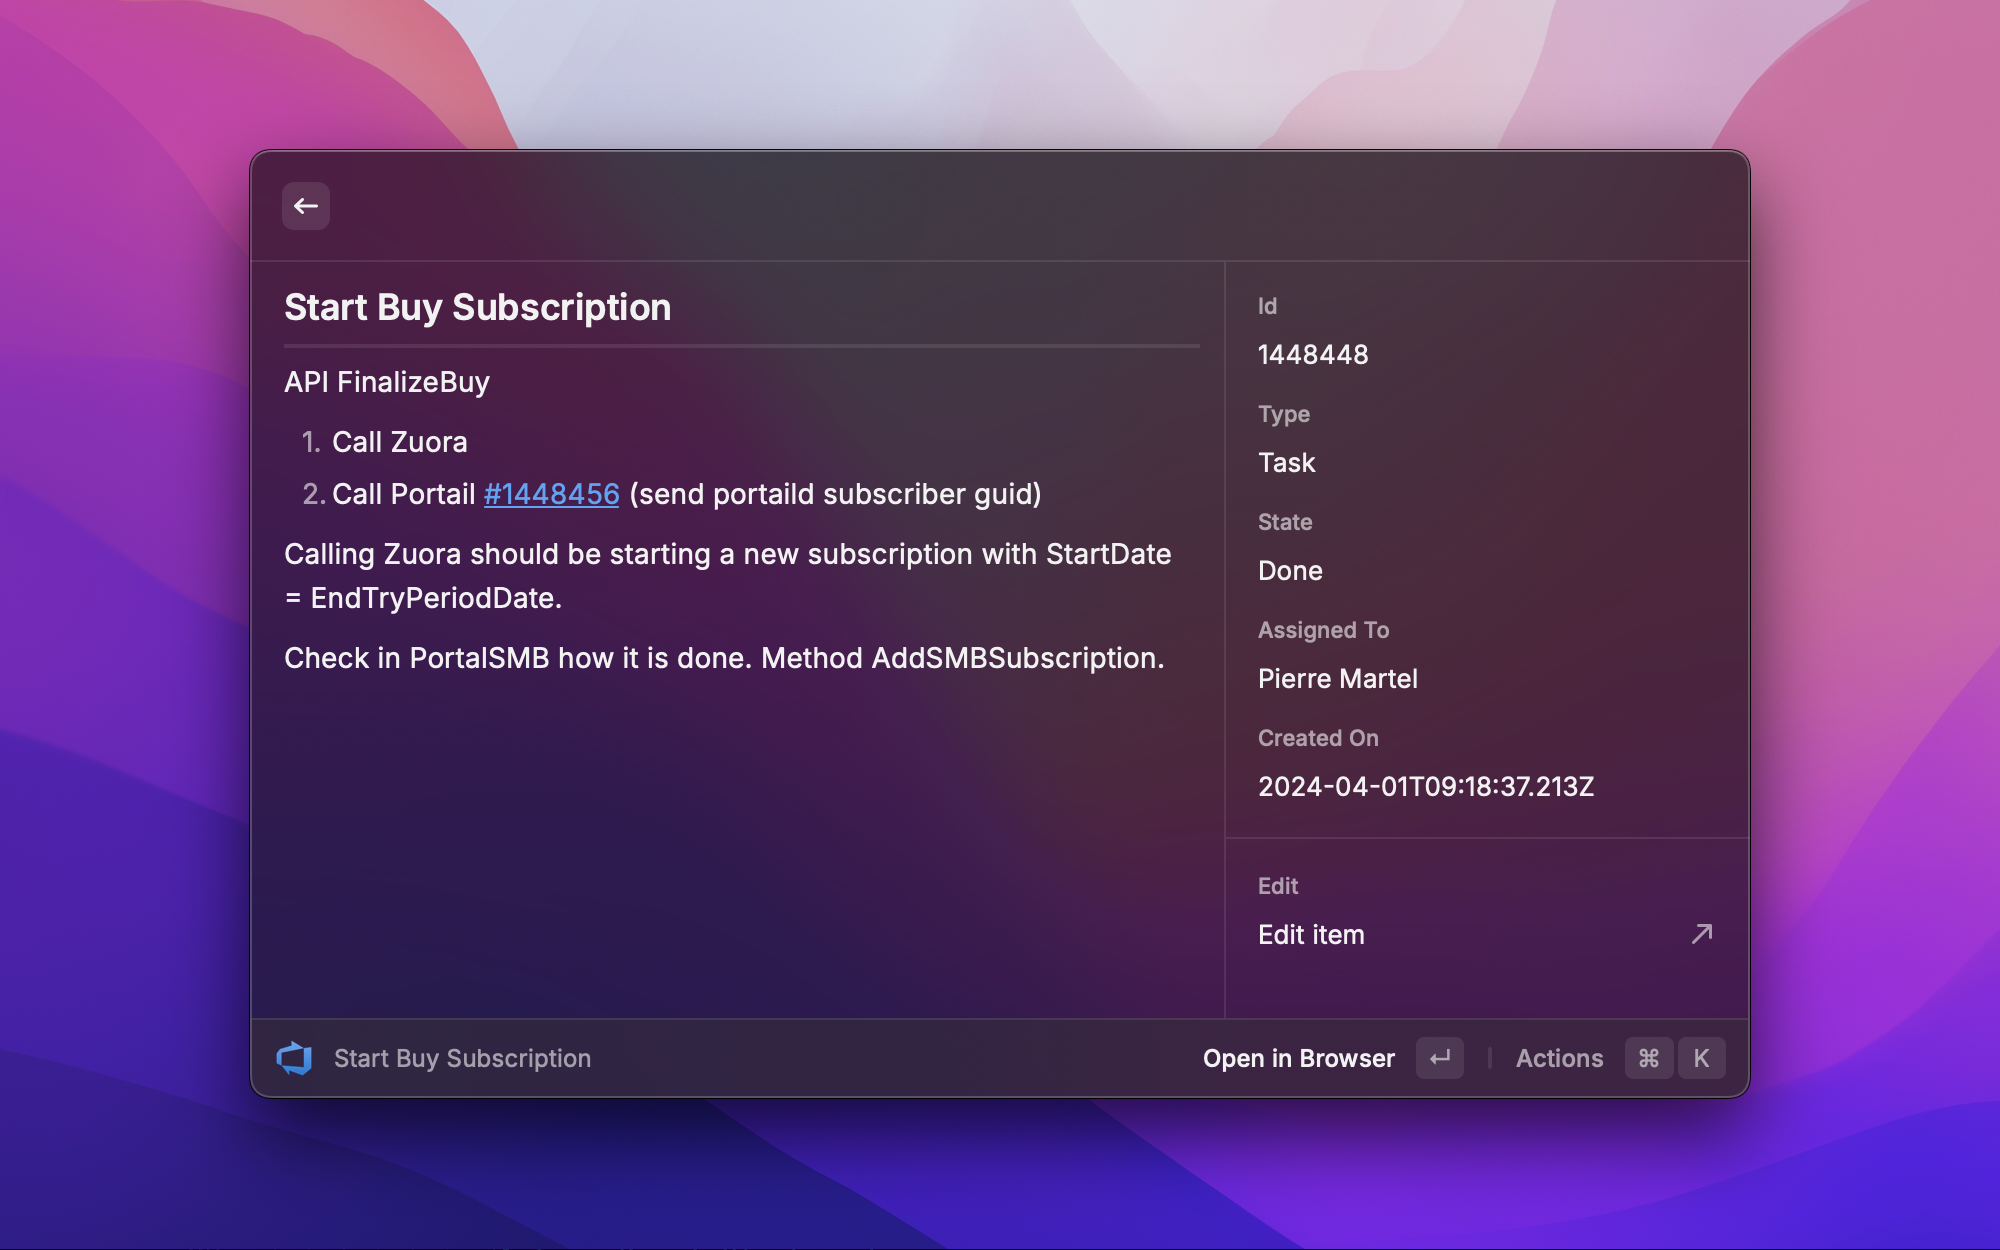 Start Buy Subscription
API FinalizeBuy
1. Call Zuora
2. Call Portail #1448456 (send portaild subscriber guid)
Calling Zuora should be starting a new subscription with StartDate
= EndTryPeriodDate.
Check in PortalSMB how it is done. Method AddSMBSubscription.
Id
1448448
Type
Task
State
Done
Assigned To
Pierre Martel
Created On
2024-04-01T09:18:37.213Z
Edit
Edit item
Start Buy Subscription
Open in Browser ↵ | Actions ⌘ K